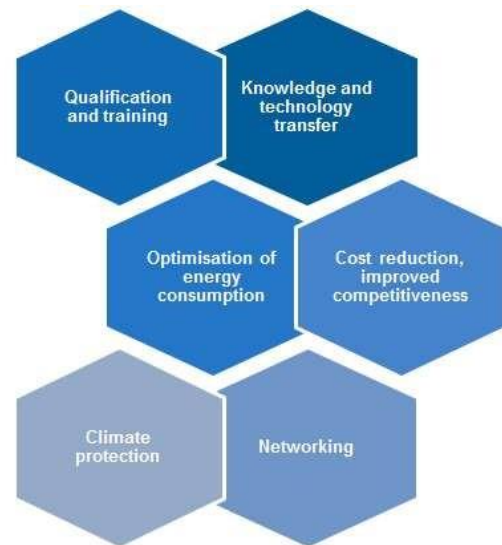 Qualification
and training
Knowledge and
technology
transfer
Optimisation of
energy
consumption
Cost reduction,
improved
competitiveness
Climate
protection
Networking